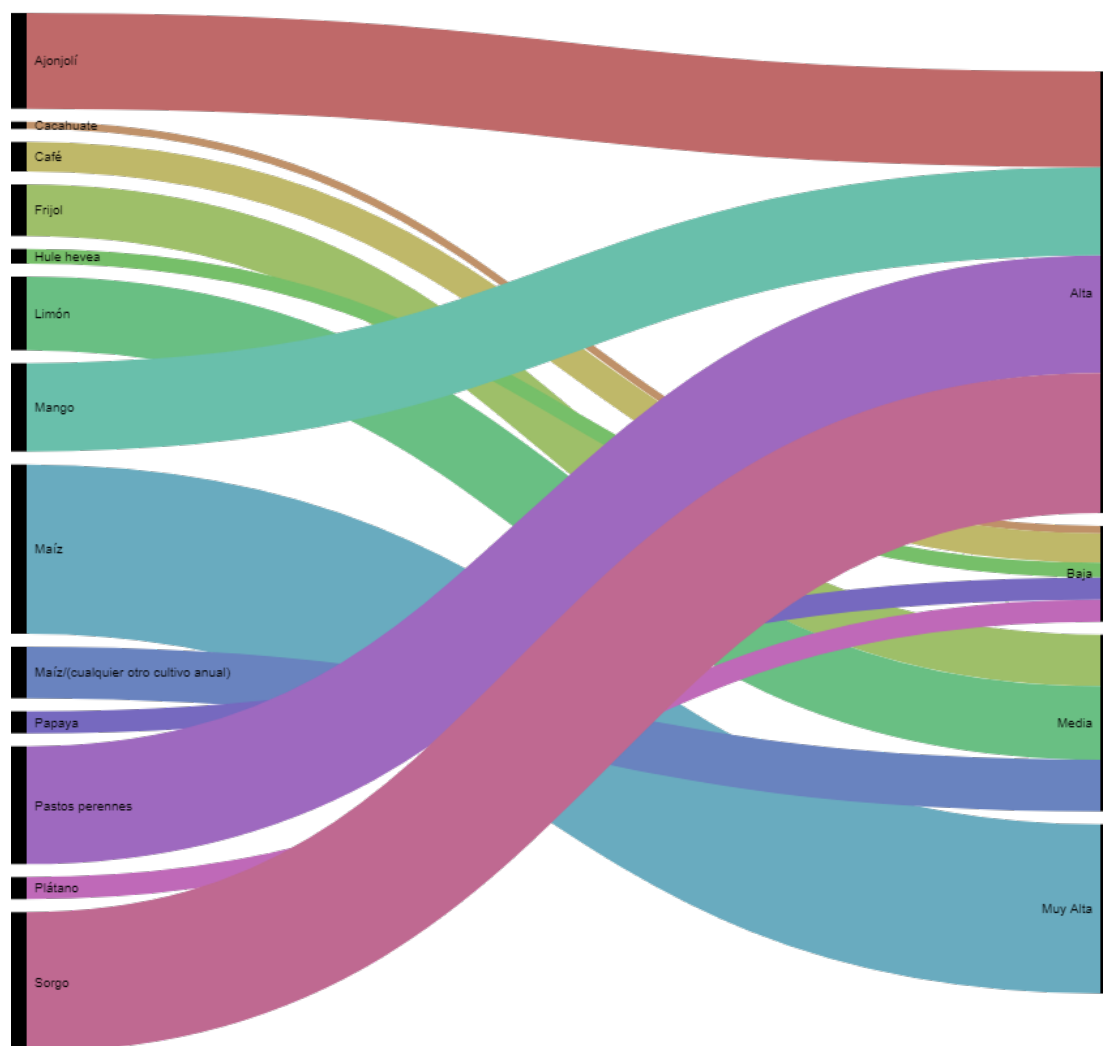 Ajonjolí
Cacahuate
Café
Frijol
Hule hevea
Limón
Mango
Maíz
Maíz/(cualquier otro cultivo anual)
Papaya
Pastos perennes
Plátano
Sorgo
Alta
Baja
Media
Muy Alta